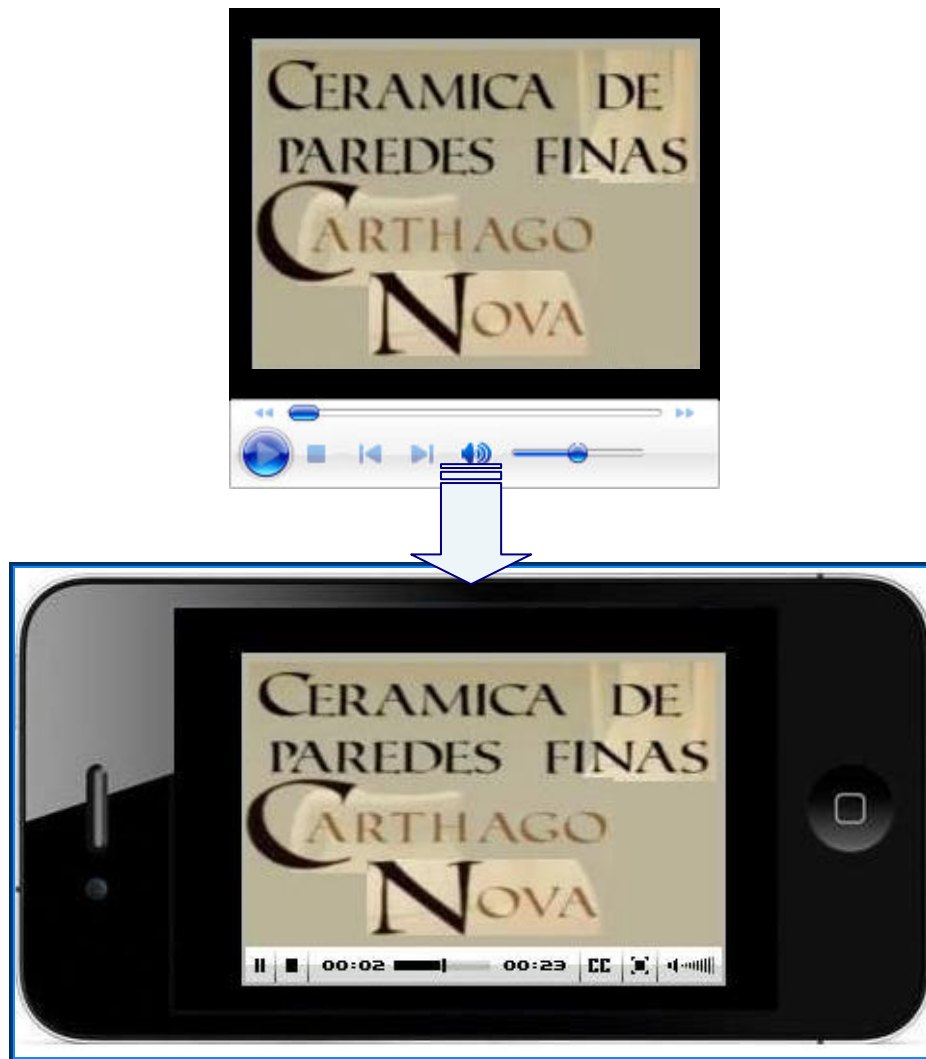 CERAMICA DE
PAREDES FINAS
CARTHAGO
NOVA
CERAMICA DE
PAREDES FINAS
CARTHAGO
NOVA
00:02 00:23 CC